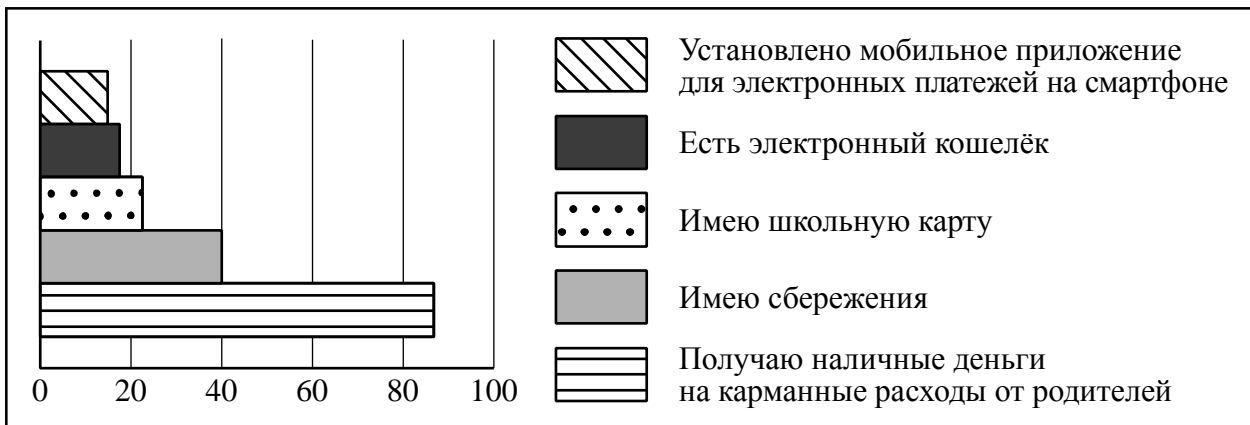 Установлено мобильное приложение
для электронных платежей на смартфоне
Есть электронный кошелёк
Имею школьную карту
Имею сбережения
Получаю наличные деньги
на карманные расходы от родителей
0 20 40 60 80 100